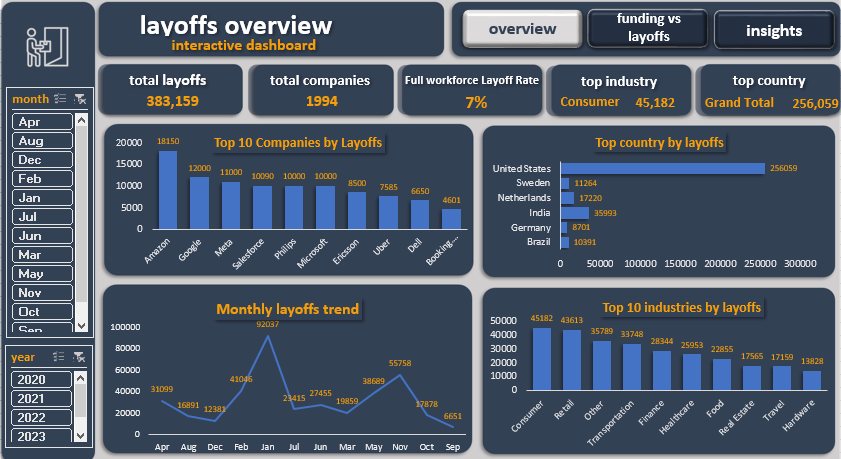 layoffs overview
interactive dashboard
overview
funding vs
layoffs
insights
total layoffs
383,159
total companies
1994
Full workforce Layoff Rate
7%
top industry
Consumer 45,182
top country
Grand Total 256,059
month
Apr
Aug
Dec
Feb
Jan
Jul
Jun
Mar
May
Nov
Oct
Sep
year
2020
2021
2022
2023
Top 10 Companies by Layoffs
20000
15000
10000
5000
0
18150
12000
11000
10090
10000
10000
8500
7585
6650
4601
Amazon
Google
Meta
Salesforce
Philips
Microsoft
Ericsson
Uber
Dell
Booking....
Top country by layoffs
United States
Sweden
Netherlands
India
Germany
Brazil
256059
11264
17220
35993
8701
10391
0 50000 100000 150000 200000 250000 300000
Monthly layoffs trend
100000
80000
60000
40000
20000
0
31099
16891
12381
41046
92037
23415
27455
19859
38689
55758
17878
6651
Apr Aug Dec Feb Jan Jul Jun Mar May Nov Oct Sep
Top 10 industries by layoffs
50000
40000
30000
20000
10000
0
45182
43613
35789
33748
28344
25953
22855
17565
17159
13828
Consumer
Retail
Other
Transportation
Finance
Healthcare
Food
Real Estate
Travel
Hardware